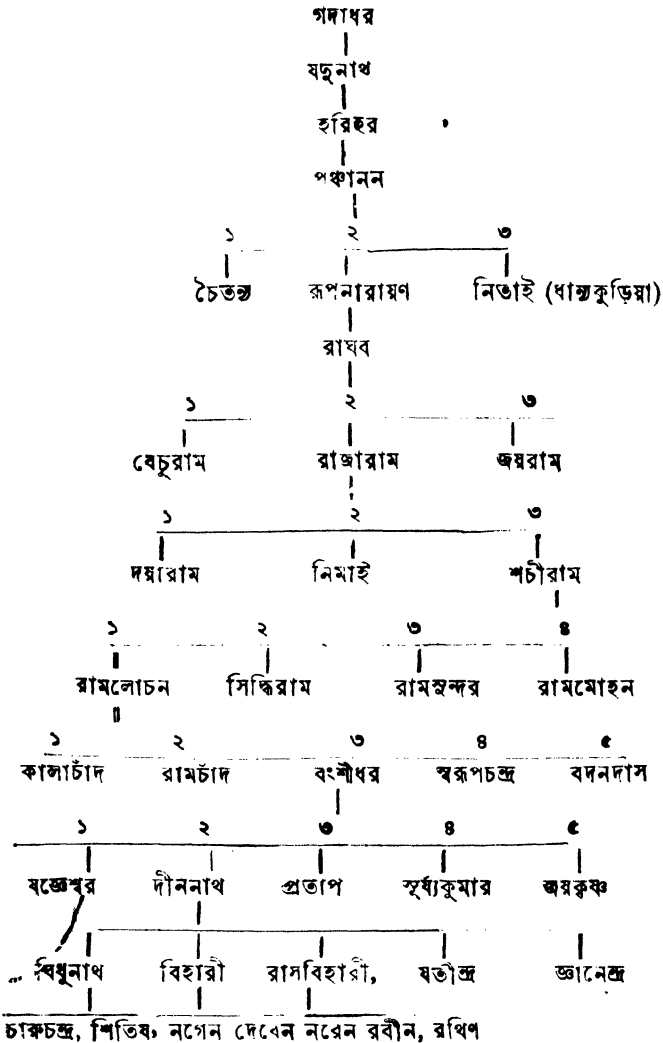 গদাধর
যদুনাথ
হরিহর
পঞ্চানন
১ ২ ৩
চৈতন্য রূপনারায়ণ নিতাই (ধান্যকুড়িয়া)
রাঘব
১ ২ ৩
বেচুরাম রাজারাম জয়রাম
১ ২ ৩
দয়ারাম নিমাই শচীরাম
১ ২ ৩ ৪
রামলোচন সিদ্ধিরাম রামসুন্দর রামমোহন
১ ২ ৩ ৪ ৫
কালাচাঁদ রামচাঁদ বংশীধর স্বরূপচন্দ্র বদনদাস
১ ২ ৩ ৪ ৫
যজ্ঞেশ্বর দীননাথ প্রতাপ সূর্য্যকুমার জয়কৃষ্ণ
বিধুনাথ বিহারী রাসবিহারী, যতীন্দ্র জ্ঞানেন্দ্র
চারুচন্দ্র, শিতিষ, নগেন দেবেন নরেন রবীন, রথিণ